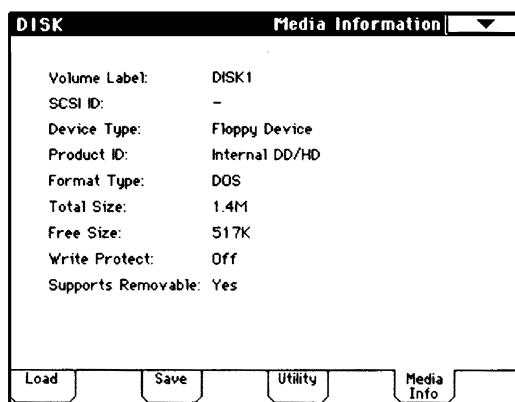 DISK Media Information
Volume Label: DISK1
SCSI ID: -
Device Type: Floppy Device
Product ID: Internal DD/HD
Format Type: DOS
Total Size: 1.4M
Free Size: 517K
Write Protect: Off
Supports Removable: Yes
Load Save Utility Media
Info